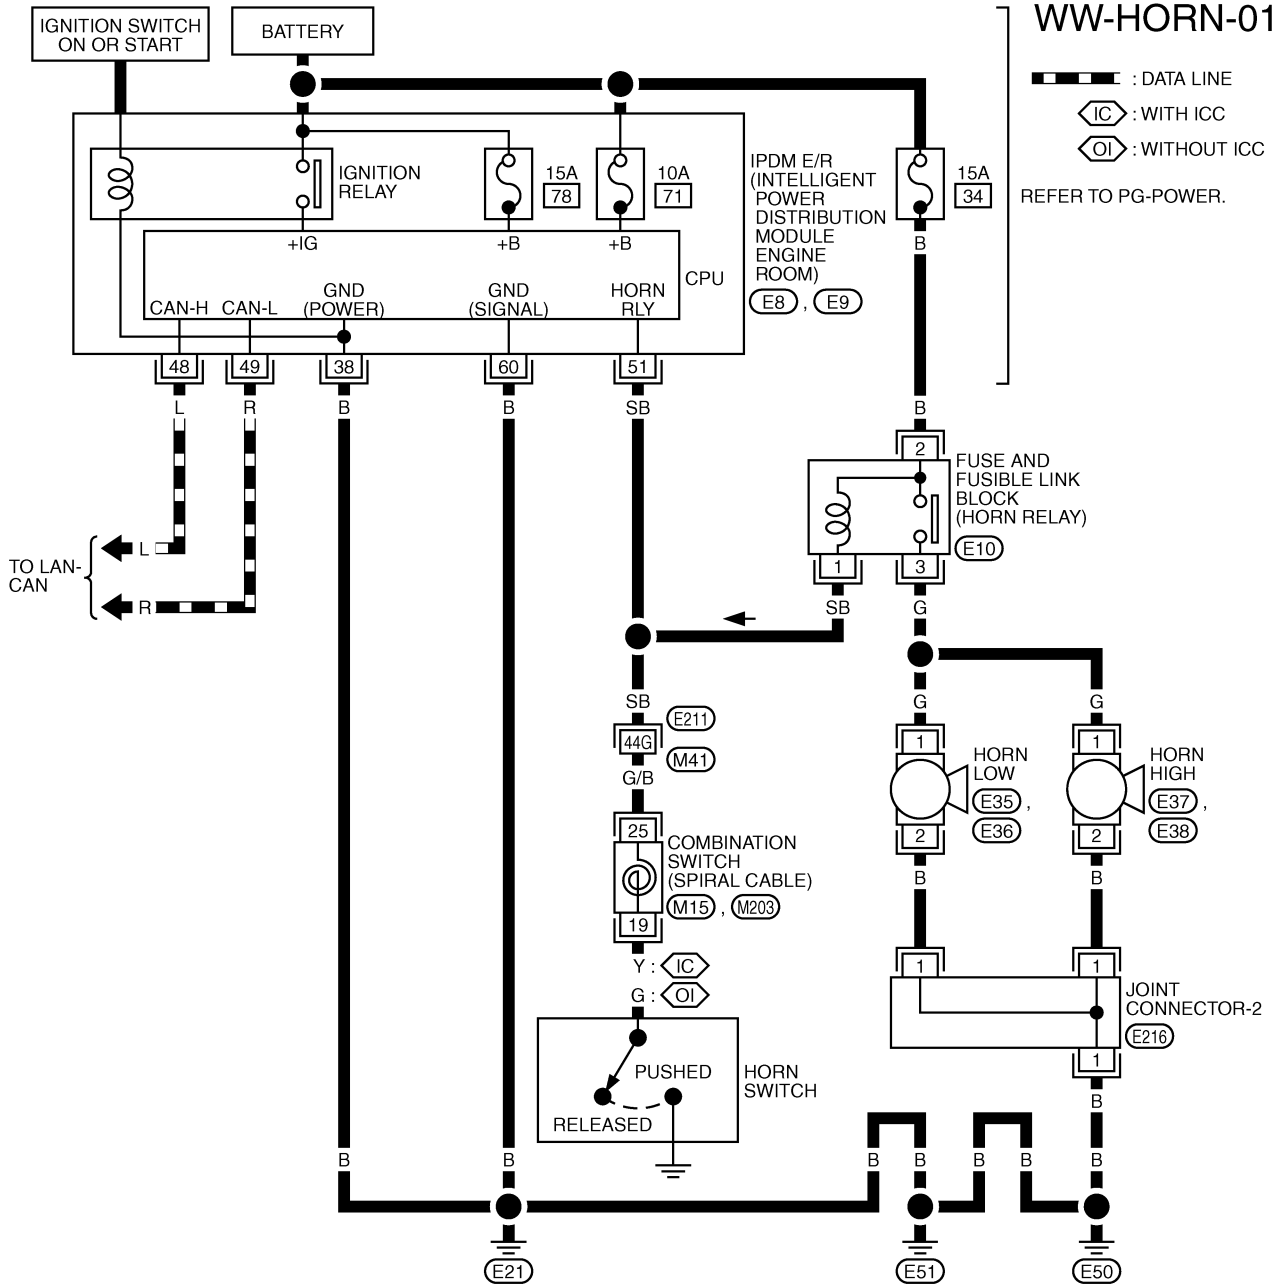 WW-HORN-01
IGNITION SWITCH
ON OR START
BATTERY
: DATA LINE
IC : WITH ICC
OI : WITHOUT ICC
REFER TO PG-POWER.
IGNITION
RELAY
15A
78
10A
71
IPDM E/R
(INTELLIGENT
POWER
DISTRIBUTION
MODULE
ENGINE
ROOM)
E8 , E9
15A
34
B
+IG
+B
+B
CPU
CAN-H
CAN-L
GND
(POWER)
GND
(SIGNAL)
HORN
RLY
48
49
38
60
51
L
R
B
B
SB
B
2
FUSE AND
FUSIBLE LINK
BLOCK
(HORN RELAY)
E10
1
3
SB
G
TO LAN-
CAN
L
R
SB
E211
44G
M41
G/B
G
G
1
1
HORN
LOW
E35 ,
E36
HORN
HIGH
E37 ,
E38
2
2
B
B
25
COMBINATION
SWITCH
(SPIRAL CABLE)
M15 , M203
19
Y : IC
G : OI
1
1
JOINT
CONNECTOR-2
E216
1
B
PUSHED
RELEASED
HORN
SWITCH
B
B
B
B
B
B
B
E21
E51
E50